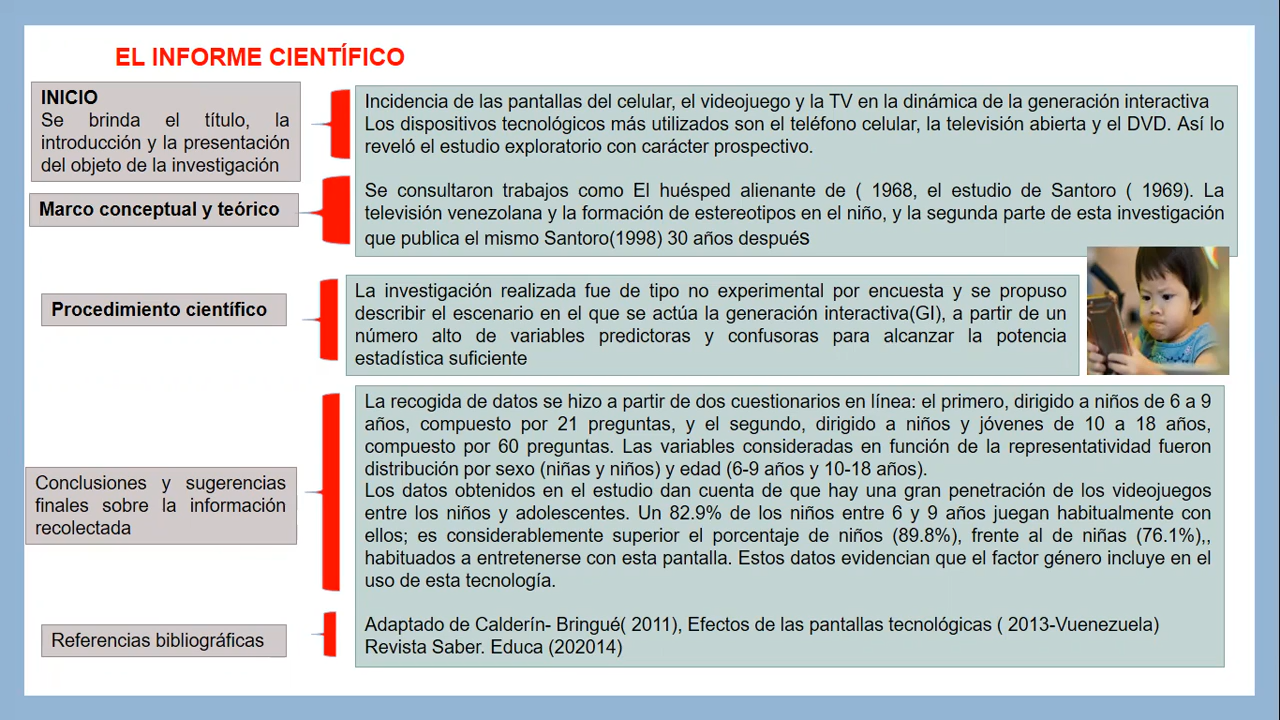 EL INFORME CIENTÍFICO
INICIO
Se brinda el título, la
introducción y la presentación
del objeto de la investigación
Incidencia de las pantallas del celular, el videojuego y la TV en la dinámica de la generación interactiva
Los dispositivos tecnológicos más utilizados son el teléfono celular, la televisión abierta y el DVD. Así lo
reveló el estudio exploratorio con carácter prospectivo.
Marco conceptual y teórico
Se consultaron trabajos como El huésped alienante de ( 1968, el estudio de Santoro ( 1969). La
televisión venezolana y la formación de estereotipos en el niño, y la segunda parte de esta investigación
que publica el mismo Santoro(1998) 30 años después
Procedimiento científico
La investigación realizada fue de tipo no experimental por encuesta y se propuso
describir el escenario en el que se actúa la generación interactiva(GI), a partir de un
número alto de variables predictoras y confusoras para alcanzar la potencia
estadística suficiente
Conclusiones y sugerencias
finales sobre la información
recolectada
La recogida de datos se hizo a partir de dos cuestionarios en línea: el primero, dirigido a niños de 6 a 9
años, compuesto por 21 preguntas, y el segundo, dirigido a niños y jóvenes de 10 a 18 años,
compuesto por 60 preguntas. Las variables consideradas en función de la representatividad fueron
distribución por sexo (niñas y niños) y edad (6-9 años y 10-18 años).
Los datos obtenidos en el estudio dan cuenta de que hay una gran penetración de los videojuegos
entre los niños y adolescentes. Un 82.9% de los niños entre 6 y 9 años juegan habitualmente con
ellos; es considerablemente superior el porcentaje de niños (89.8%), frente al de niñas (76.1%),,
habituados a entretenerse con esta pantalla. Estos datos evidencian que el factor género incluye en el
uso de esta tecnología.
Referencias bibliográficas
Adaptado de Calderín- Bringué( 2011), Efectos de las pantallas tecnológicas ( 2013-Vuenezuela)
Revista Saber. Educa (202014)